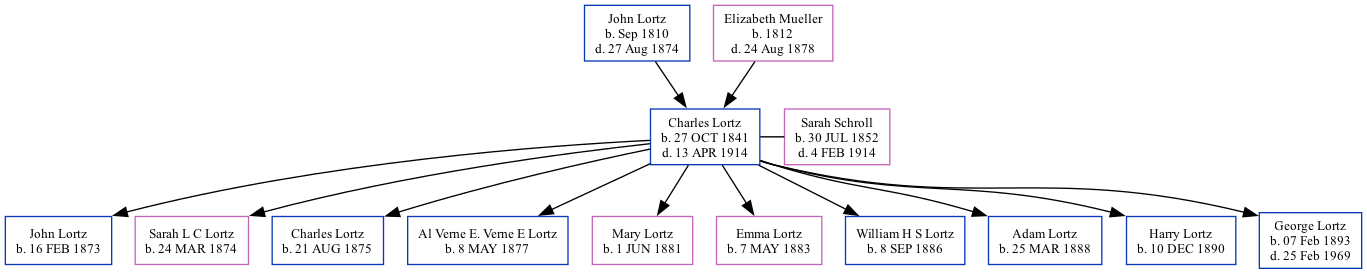 John Lortz
b. Sep 1810
d. 27 Aug 1874
Elizabeth Mueller
b. 1812
d. 24 Aug 1878
Charles Lortz
b. 27 OCT 1841
d. 13 APR 1914
Sarah Schroll
b. 30 JUL 1852
d. 4 FEB 1914
John Lortz
b. 16 FEB 1873
Sarah L C Lortz
b. 24 MAR 1874
Charles Lortz
b. 21 AUG 1875
Al Verne E. Verne E Lortz
b. 8 MAY 1877
Mary Lortz
b. 1 JUN 1881
Emma Lortz
b. 7 MAY 1883
William H S Lortz
b. 8 SEP 1886
Adam Lortz
b. 25 MAR 1888
Harry Lortz
b. 10 DEC 1890
George Lortz
b. 07 Feb 1893
d. 25 Feb 1969